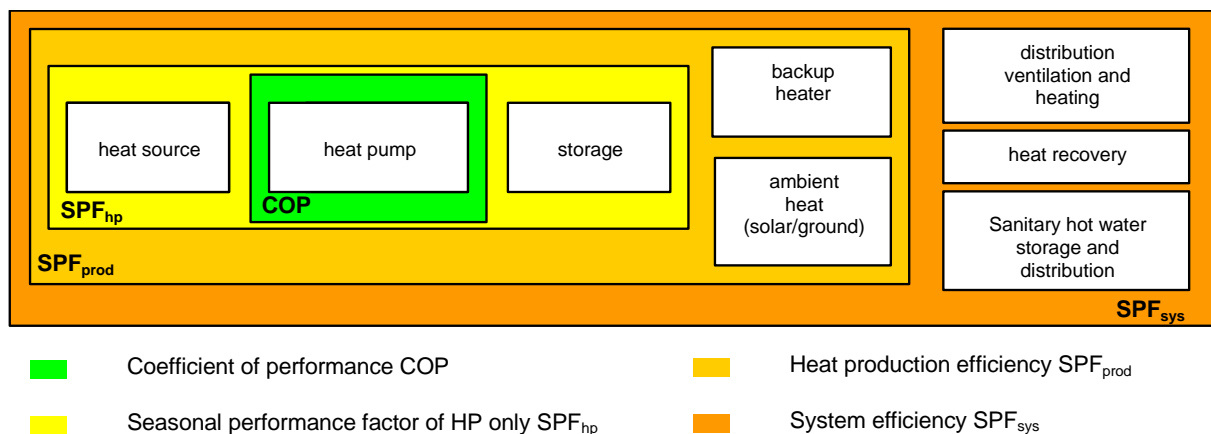 heat source
heat pump
storage
backup
heater
ambient
heat
(solar/ground)
distribution
ventilation and
heating
heat recovery
Sanitary hot water
storage and
distribution
SPFhp
COP
SPFprod
SPFsys
Coefficient of performance COP
Heat production efficiency SPFprod
Seasonal performance factor of HP only SPFhp
System efficiency SPFsys